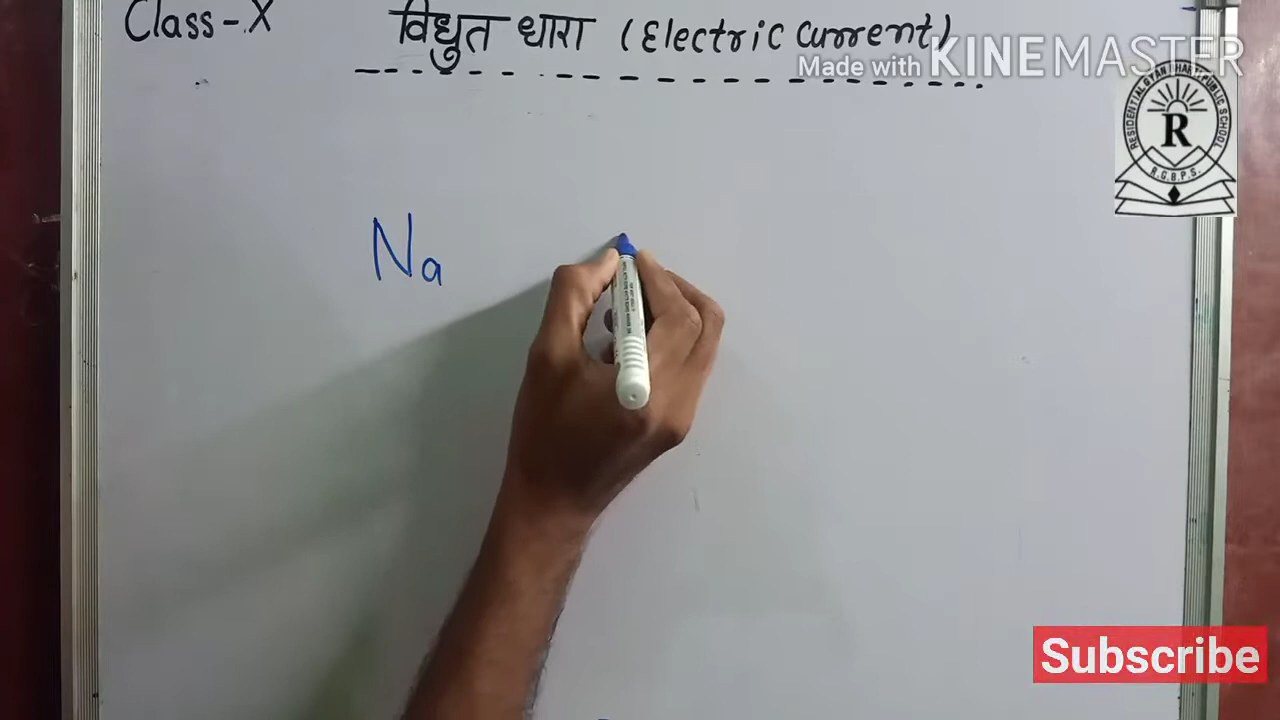 Class-X विधुत धारा (Electric Current)
Made with KINEMASTER
R
R.G.B.P.S.
Na
Subscribe